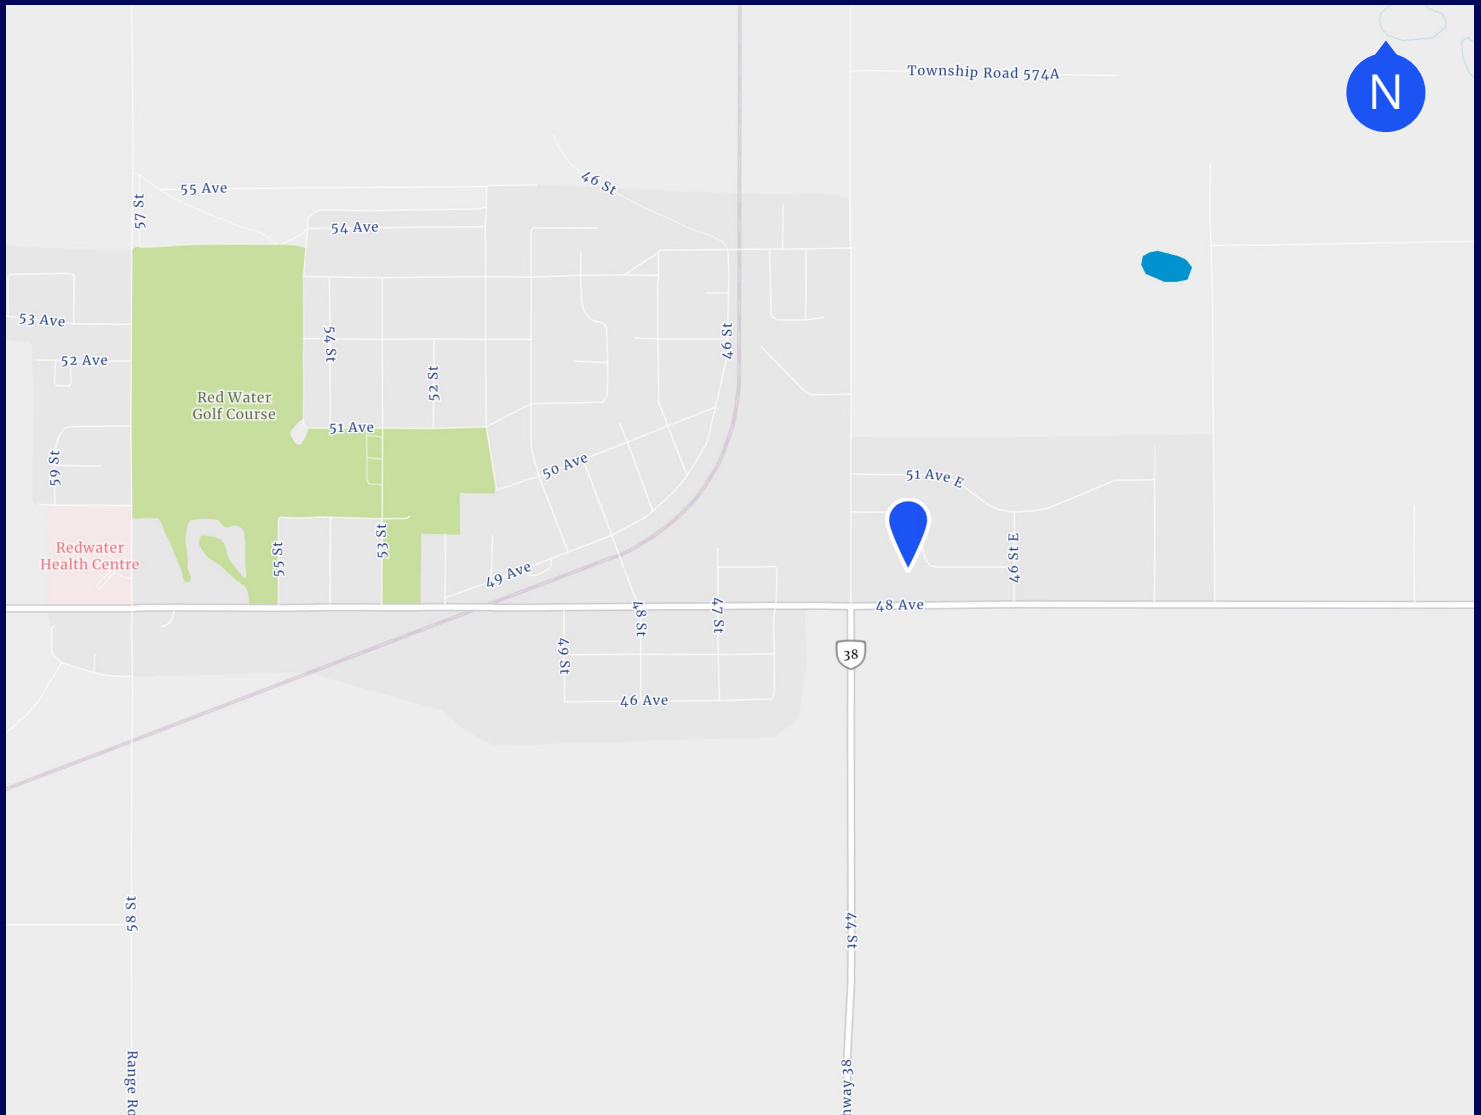 Township Road 574A
N
46 St
55 Ave
57 St
54 Ave
53 Ave
54 St
46 St
52 Ave
52 St
Red Water
Golf Course
51 Ave
59 St
50 Ave
51 Ave E
Redwater
Health Centre
55 St
53 St
49 Ave
46 St E
48 Ave
48 St
47 St
49 St
38
46 Ave
58 St
44 St
Range Ro
hway 38